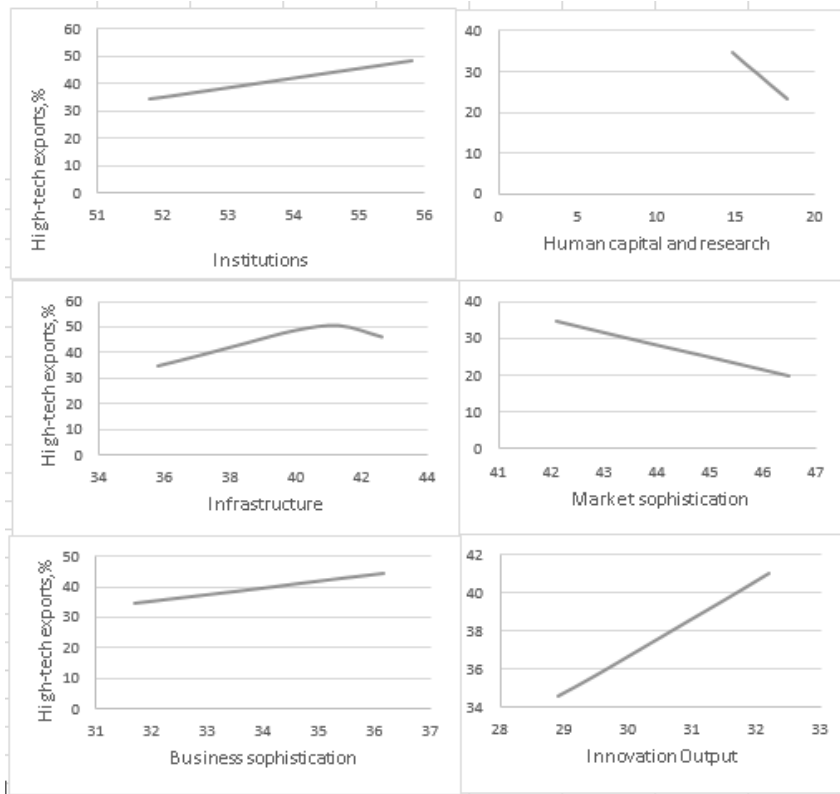 60
50
40
30
20
10
0
High-tech exports,%
51 52 53 54 55 56
Institutions
40
30
20
10
0
0 5 10 15 20
Human capital and research
60
50
40
30
20
10
0
High-tech exports,%
34 36 38 40 42 44
Infrastructure
40
30
20
10
0
41 42 43 44 45 46 47
Market sophistication
50
40
30
20
10
0
High-tech exports,%
31 32 33 34 35 36 37
Business sophistication
42
40
38
36
34
28 29 30 31 32 33
Innovation Output